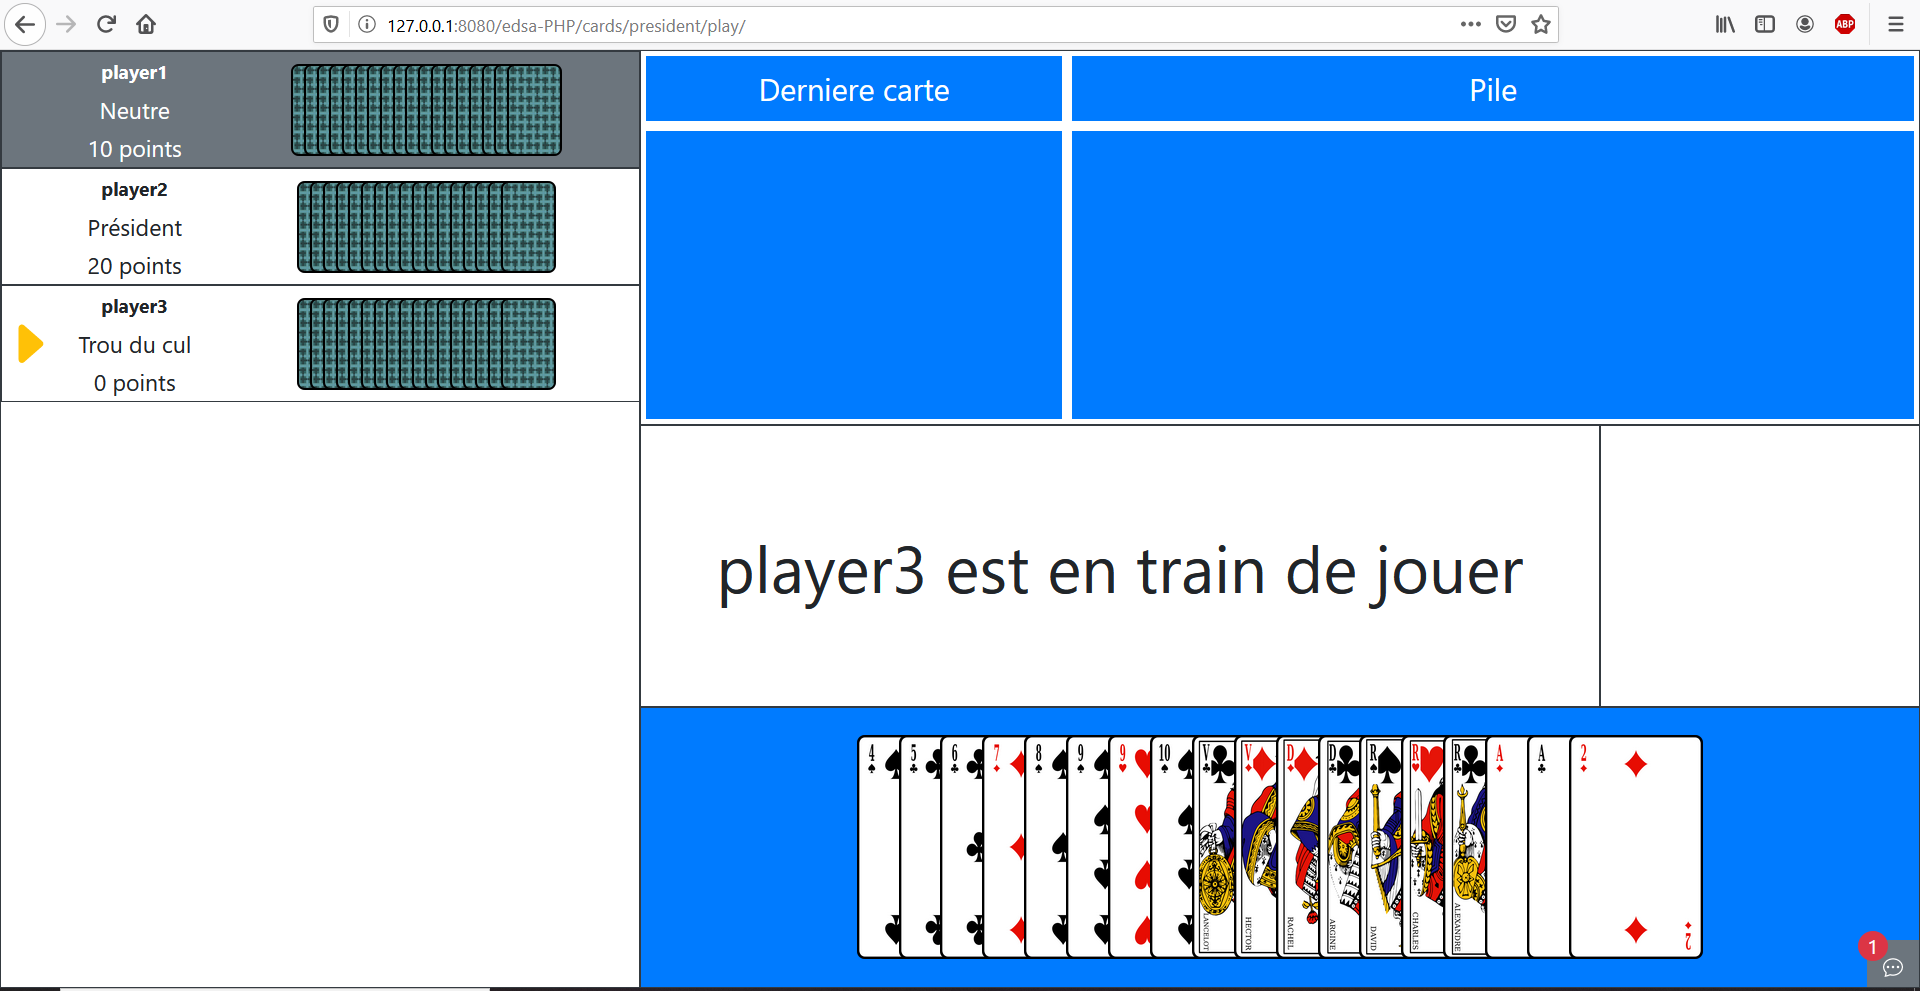 127.0.0.1:8080/edsa-PHP/cards/president/play/
ABP
player1
Neutre
10 points
player2
Président
20 points
player3
Trou du cul
0 points
Derniere carte
Pile
player3 est en train de jouer
4 5 6 7 8 9 9 10 V V D D R R R A A 2
LANCELOT
HECTOR
RACHEL
ARGINE
DAVID
CHARLES
ALEXANDRE
2
1